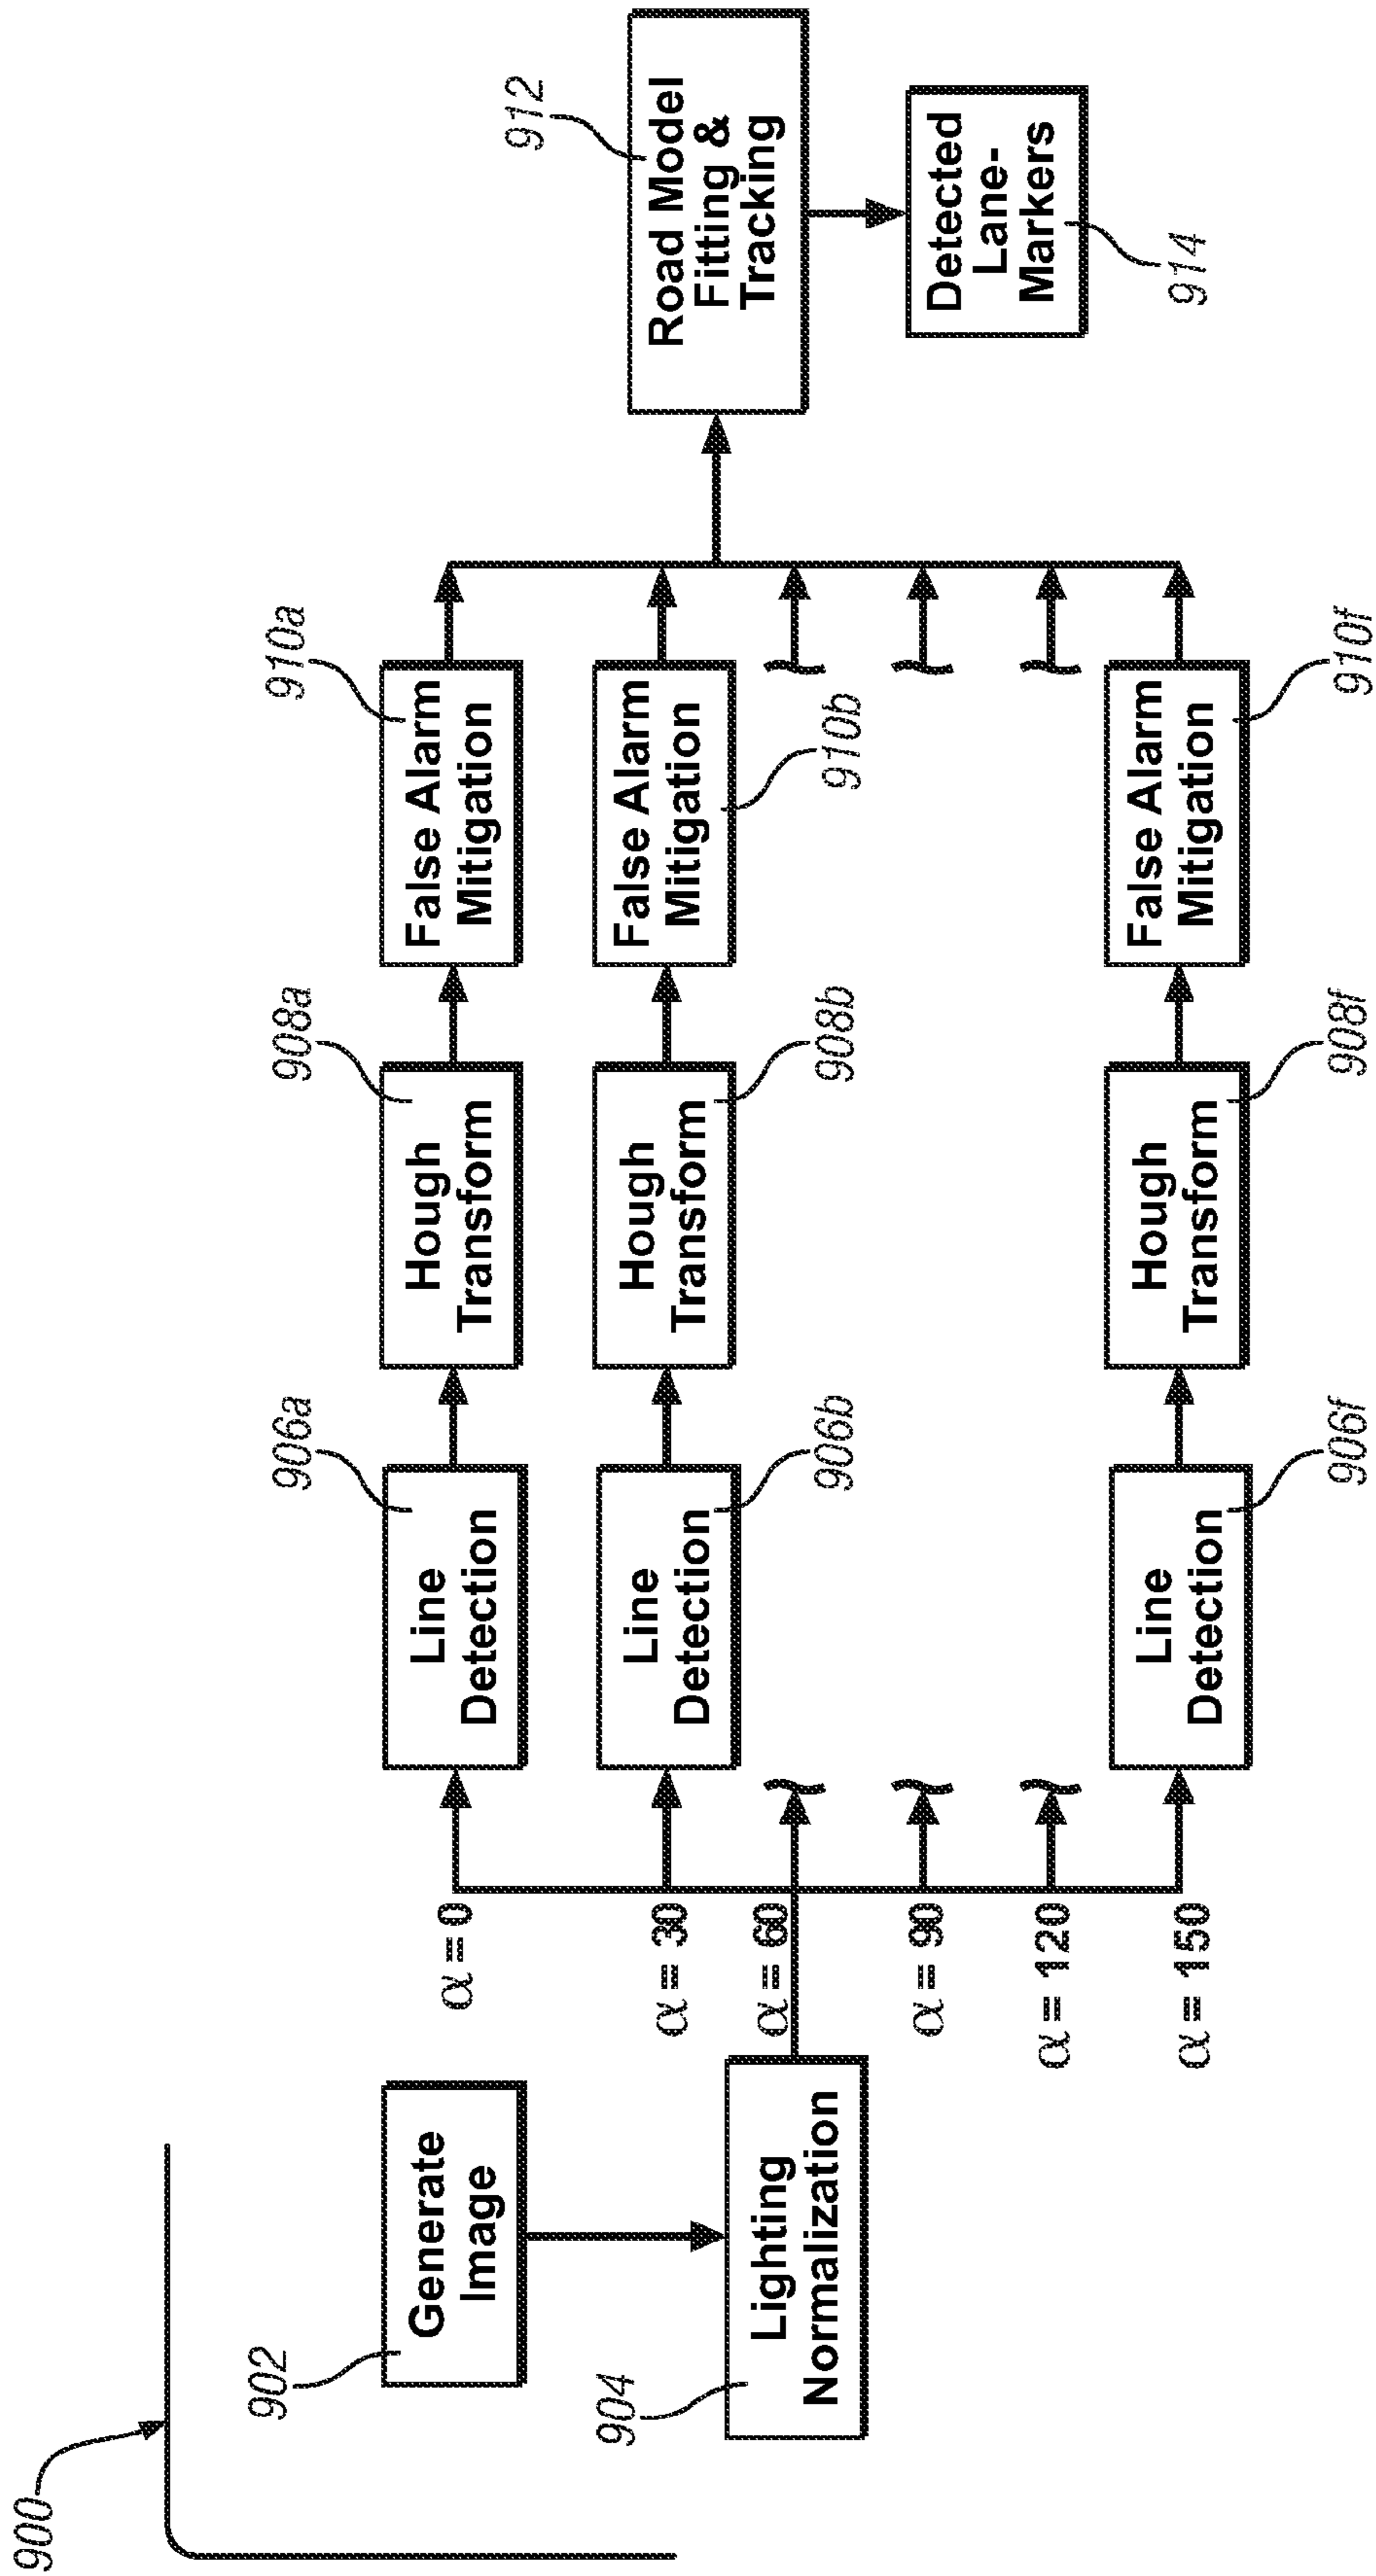 900
902
Generate
Image
904
Lighting
Normalization
α = 0
α = 30
α = 60
α = 90
α = 120
α = 150
906a
Line
Detection
908a
Hough
Transform
910a
False Alarm
Mitigation
906b
Line
Detection
908b
Hough
Transform
910b
False Alarm
Mitigation
906f
Line
Detection
908f
Hough
Transform
910f
False Alarm
Mitigation
912
Road Model
Fitting &
Tracking
914
Detected
Lane-
Markers